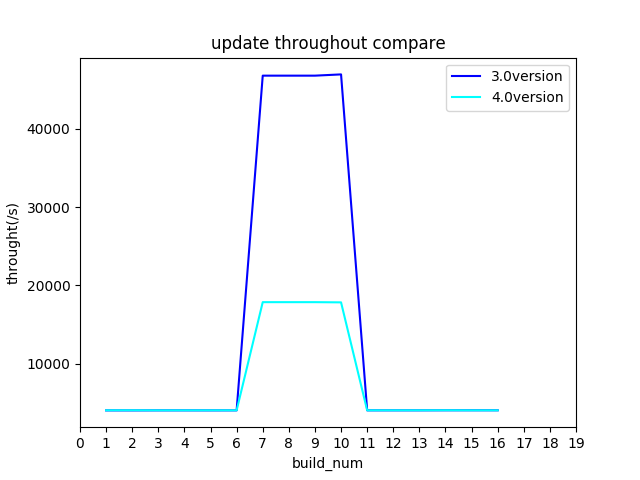 update throughout compare
3.0version
4.0version
throught(/s)
40000
30000
20000
10000
0 1 2 3 4 5 6 7 8 9 10 11 12 13 14 15 16 17 18 19
build_num